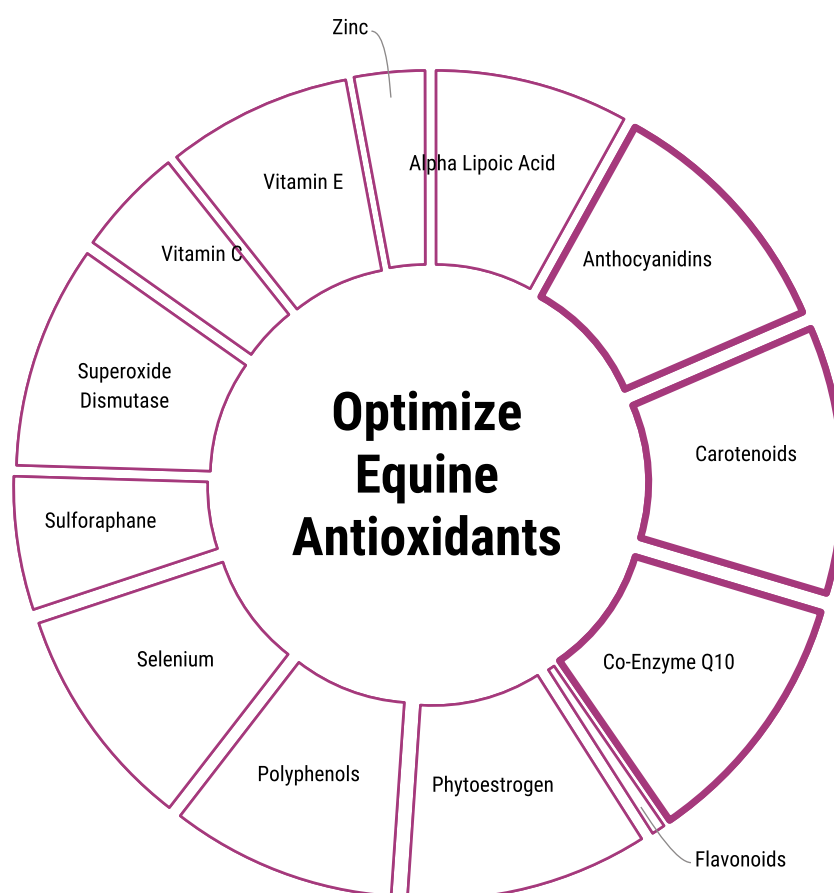 Zinc
Alpha Lipoic Acid
Vitamin E
Vitamin C
Anthocyanidins
Superoxide
Dismutase
Optimize
Equine
Antioxidants
Carotenoids
Sulforaphane
Selenium
Co-Enzyme Q10
Polyphenols
Phytoestrogen
Flavonoids